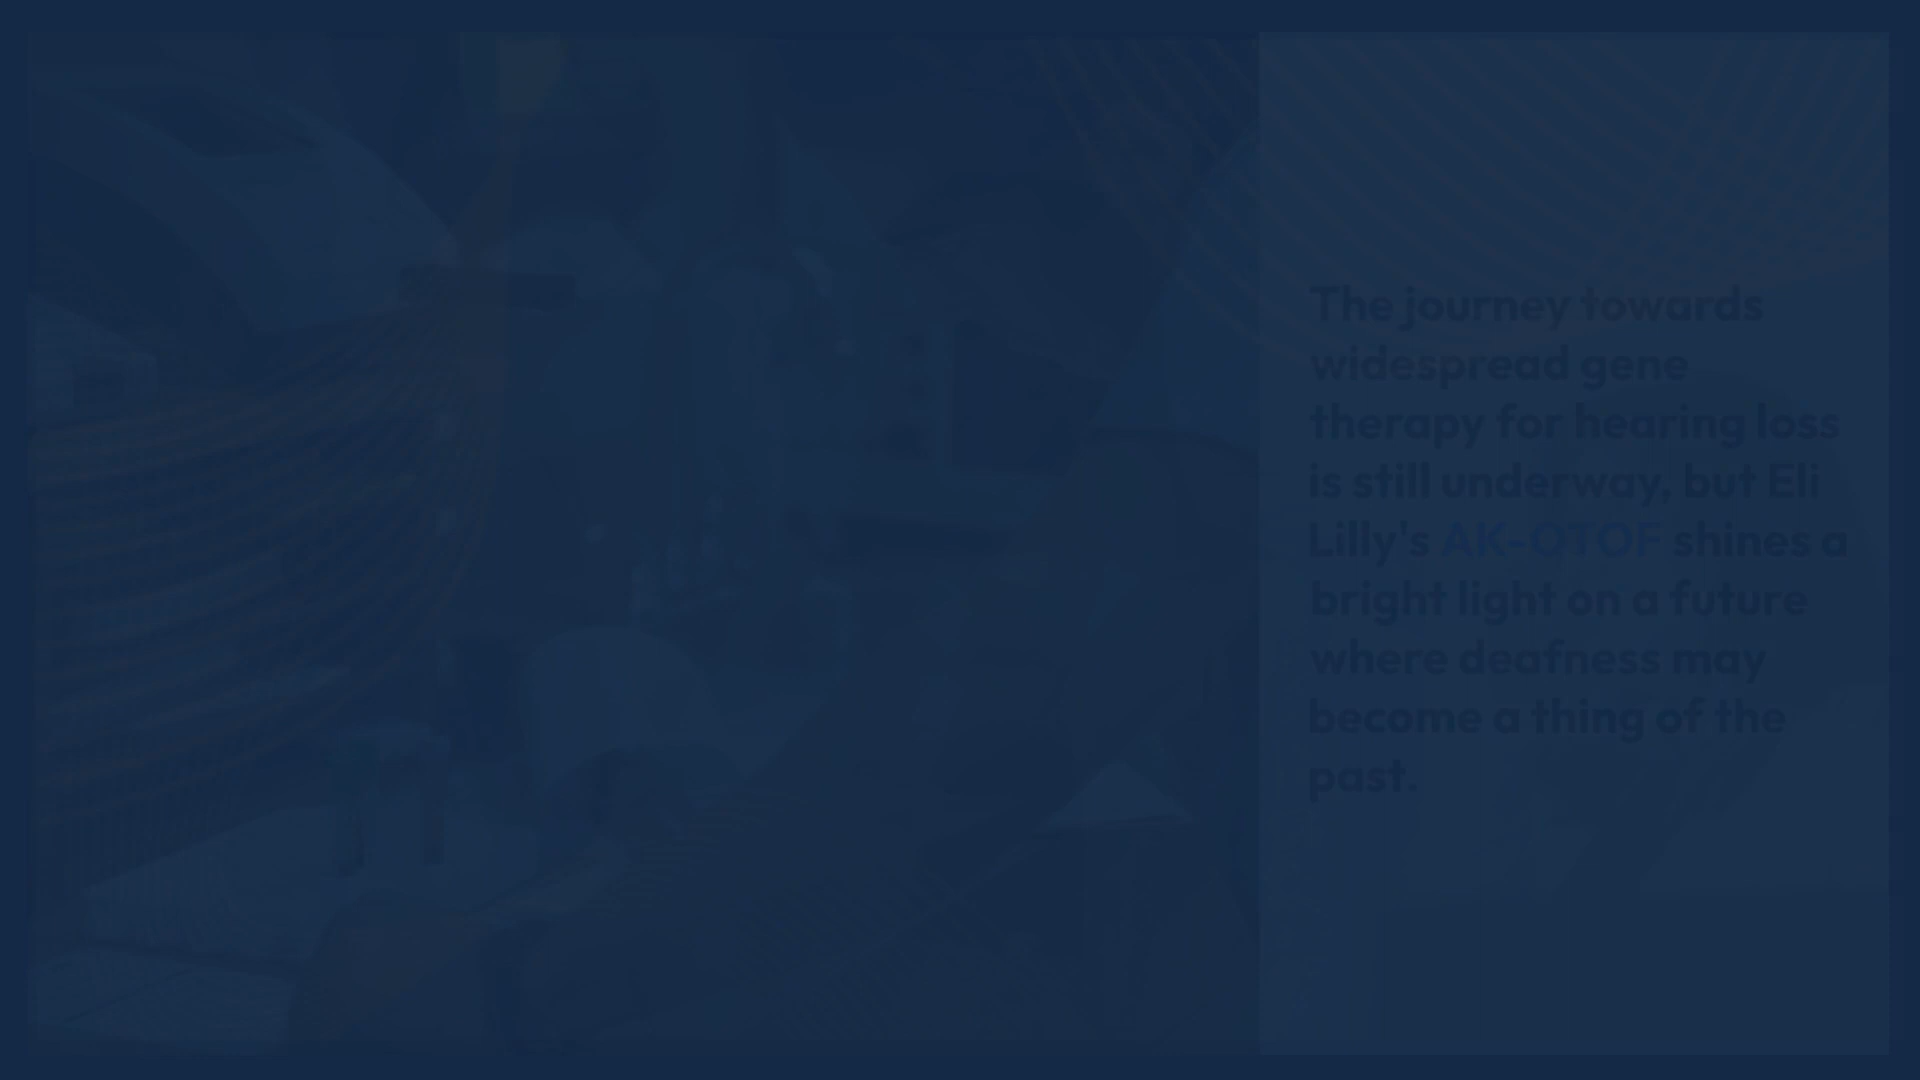 The journey towards
widespread gene
therapy for hearing loss
is still underway, but Eli
Lilly's AK-OTOF shines a
bright light on a future
where deafness may
become a thing of the
past.